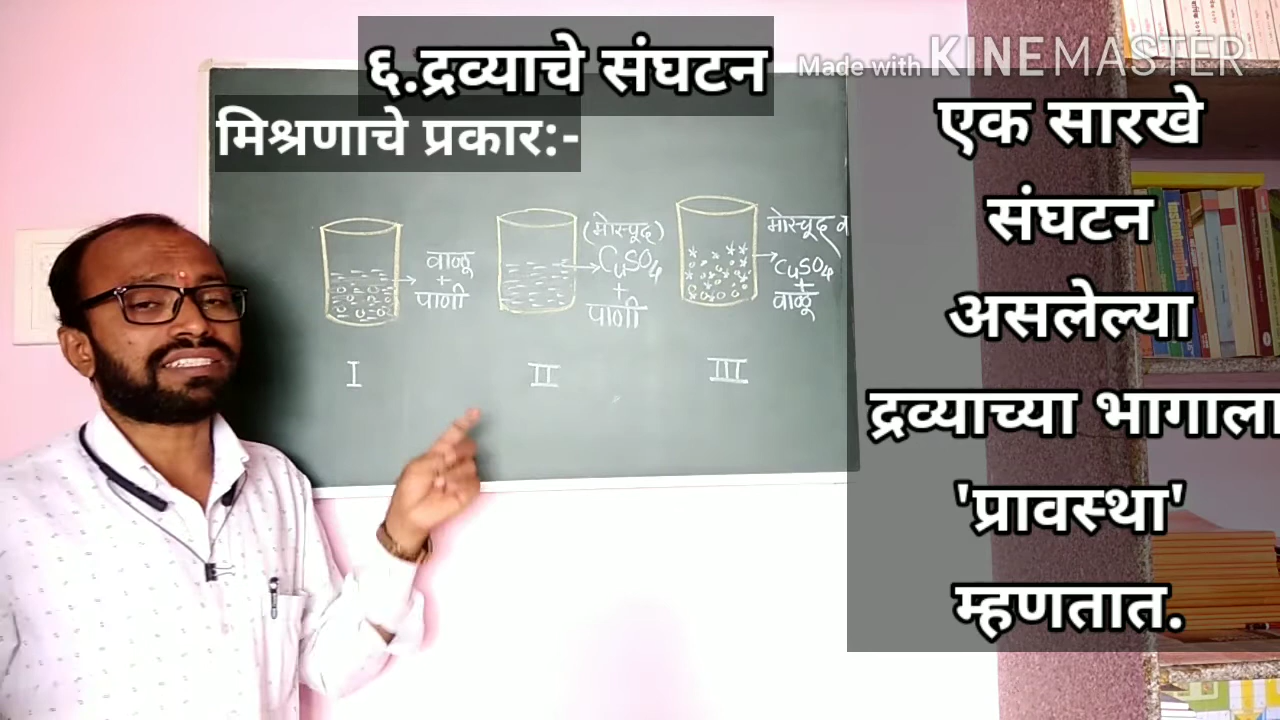 ६.द्रव्याचे संघटन
Made with KINEMASTER
मिश्रणाचे प्रकार:-
एक सारखे
संघटन
असलेल्या
द्रव्याच्या भागाला
'प्रावस्था'
म्हणतात.
वाळू
+
पाणी
I
(मोरचूद)
CuSO4
+
पाणी
II
मोरचूद व
CuSO4
+
वाळू
III